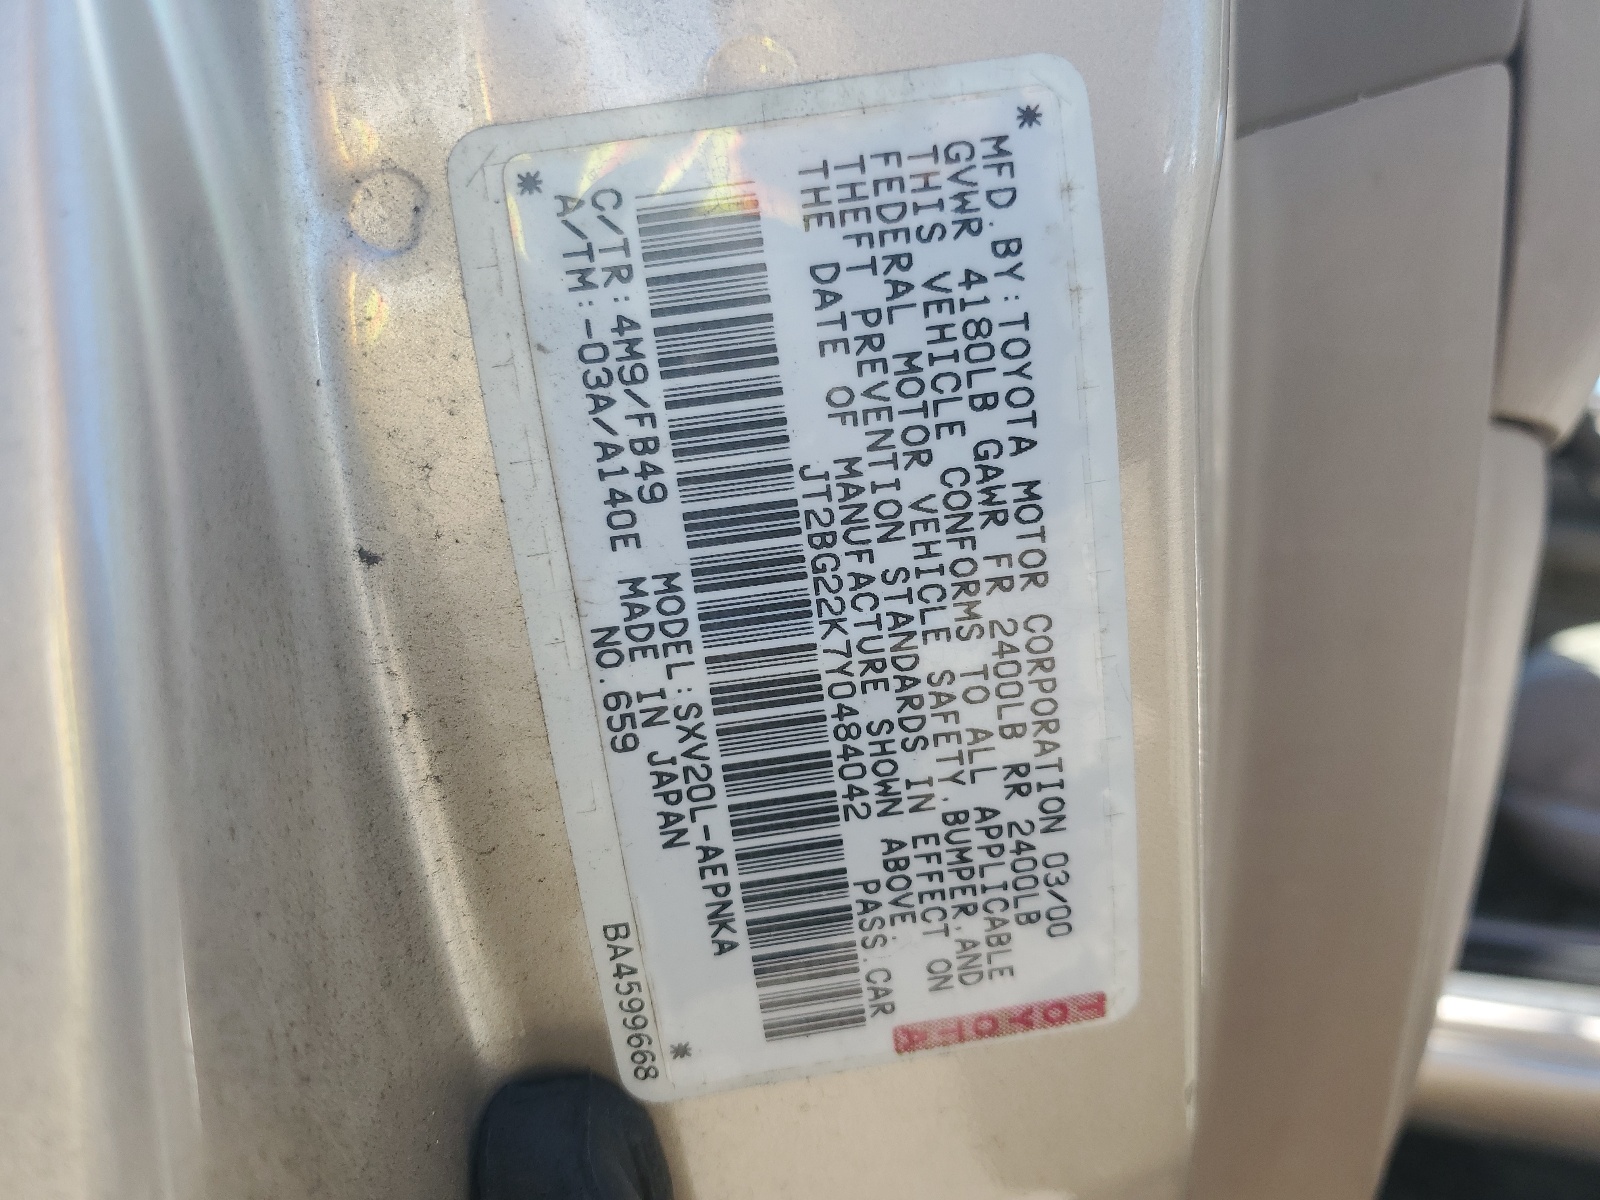 MFD. BY: TOYOTA MOTOR CORPORATION 03/00
GVWR 4180LB GAWR FR 2400LB RR 2400LB
THIS VEHICLE CONFORMS TO ALL APPLICABLE
FEDERAL MOTOR VEHICLE SAFETY, BUMPER, AND
THEFT PREVENTION STANDARDS IN EFFECT ON
THE DATE OF MANUFACTURE SHOWN ABOVE.
JT2BG22K7Y0484042 PASS. CAR
TOYOTA
C/TR: 4M9/FB49 MODEL: SXV20L-AEPNKA
A/TM: -03A/A140E MADE IN JAPAN
NO. 659
BA4599668